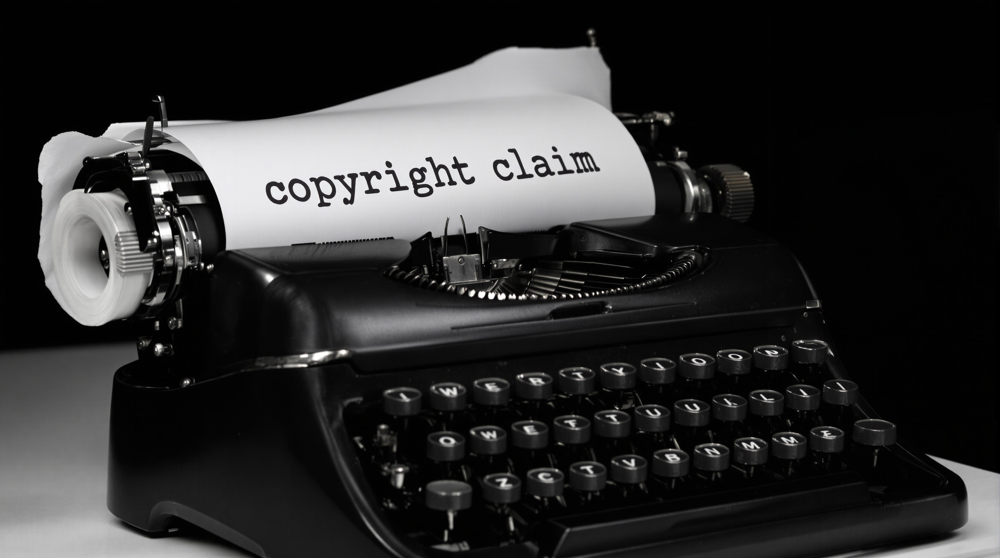 copyright claim
I W E R T Y I O O N
O W E F T U U K L I I
Z C T V B N M M E